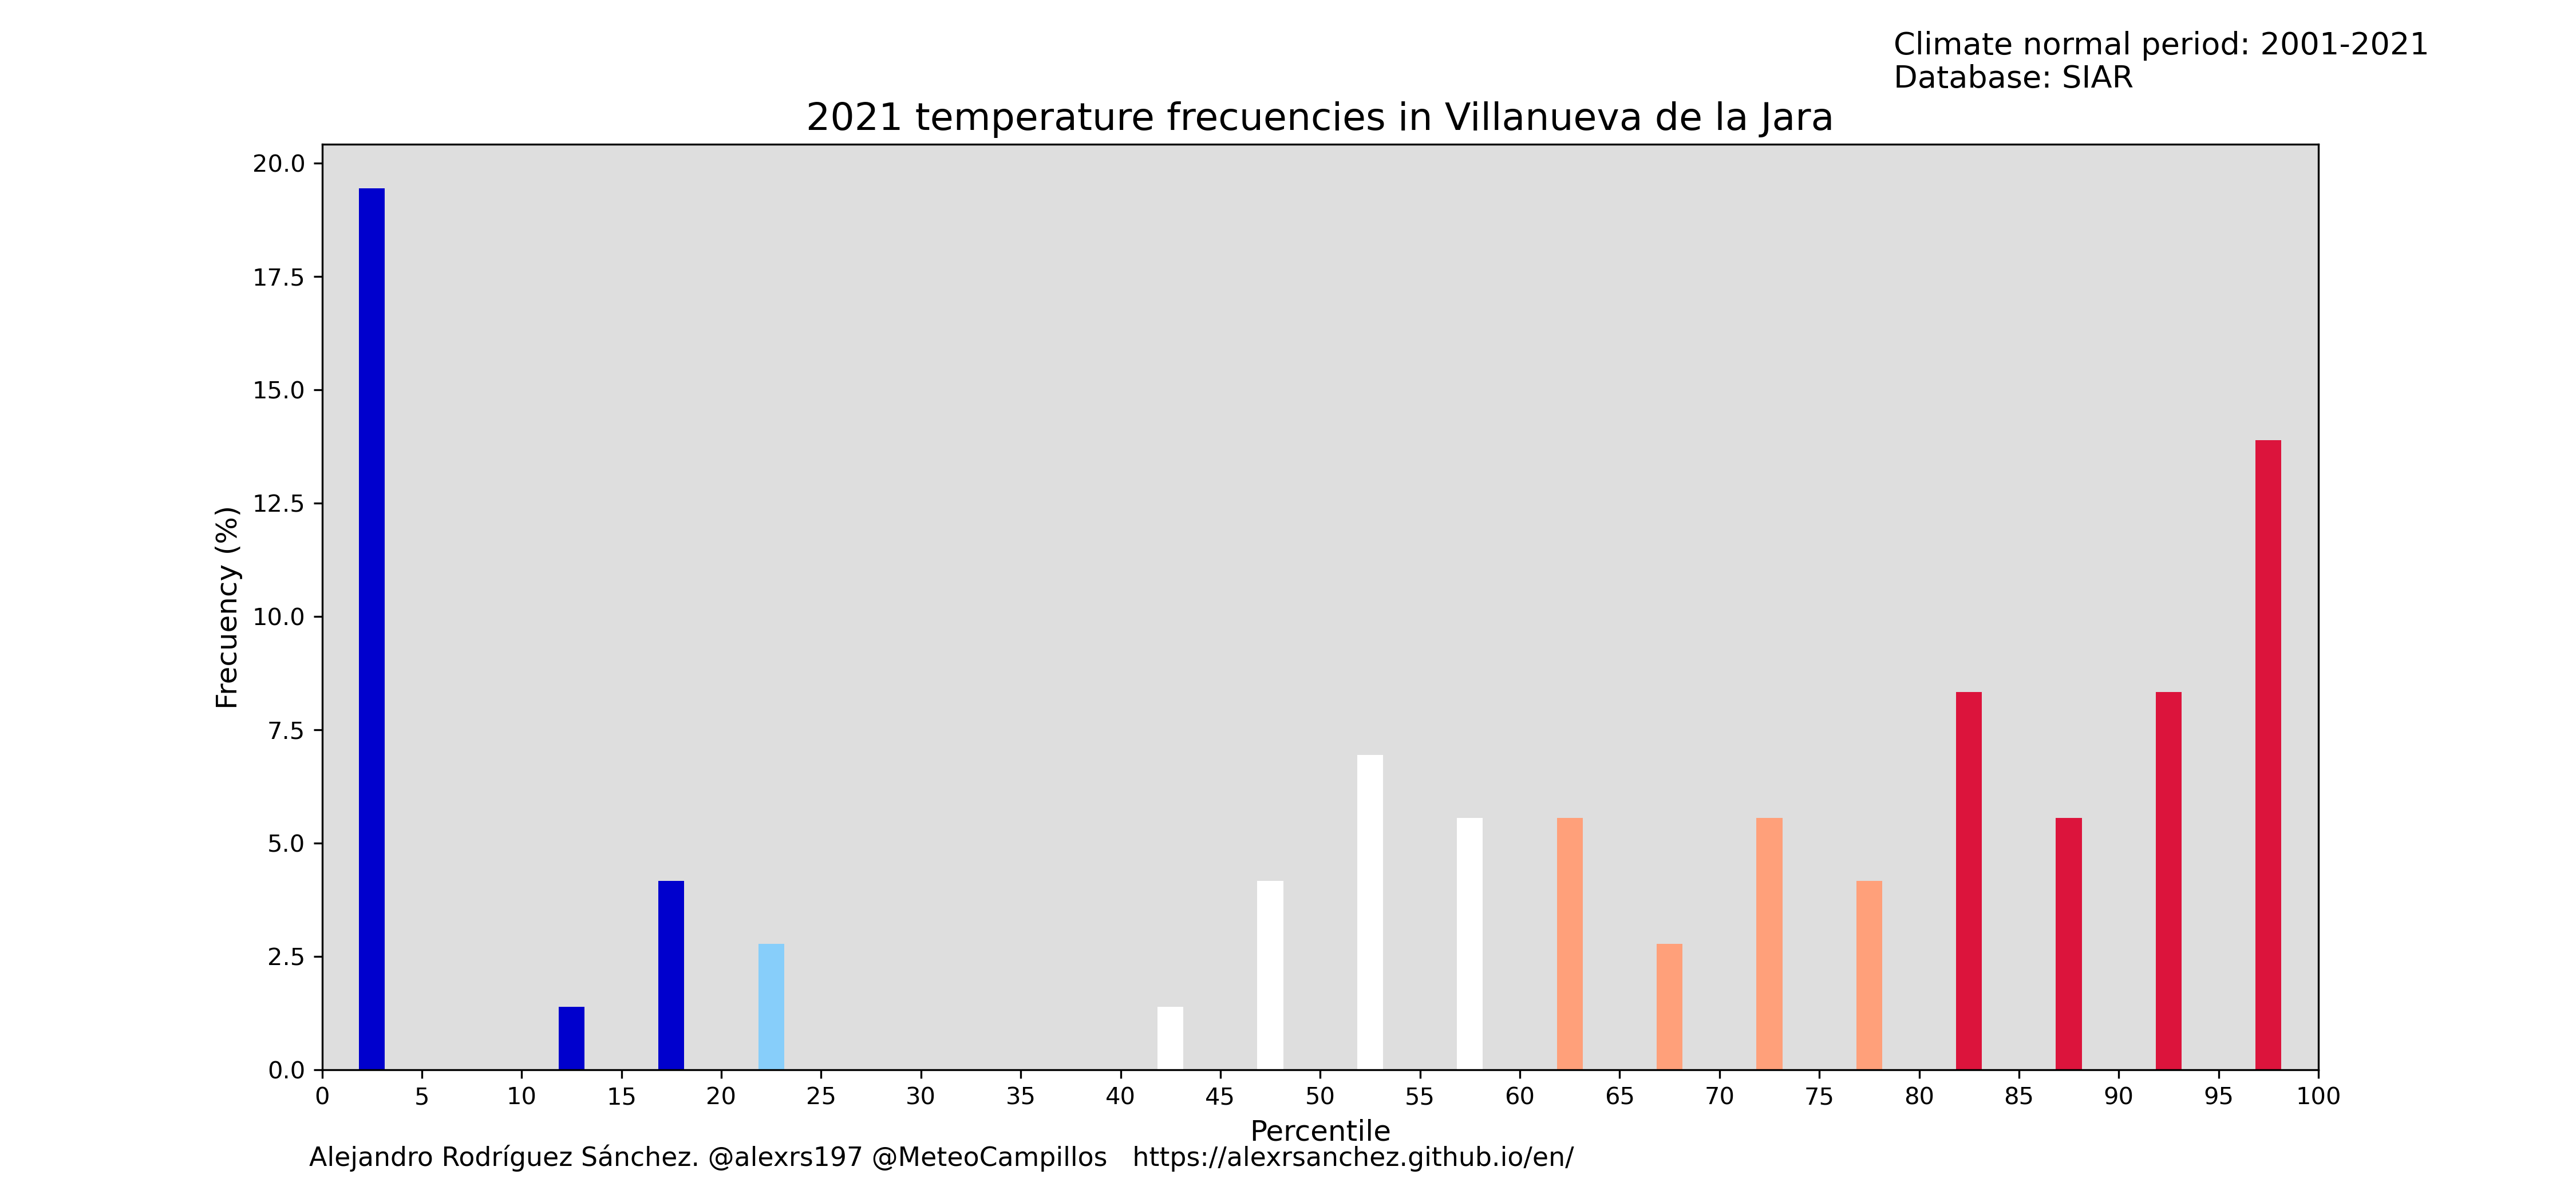 Climate normal period: 2001-2021
Database: SIAR
2021 temperature frecuencies in Villanueva de la Jara
20.0
17.5
15.0
12.5
10.0
7.5
5.0
2.5
0.0
Frecuency (%)
0 5 10 15 20 25 30 35 40 45 50 55 60 65 70 75 80 85 90 95 100
Percentile
Alejandro Rodríguez Sánchez. @alexrs197 @MeteoCampillos https://alexrsanchez.github.io/en/